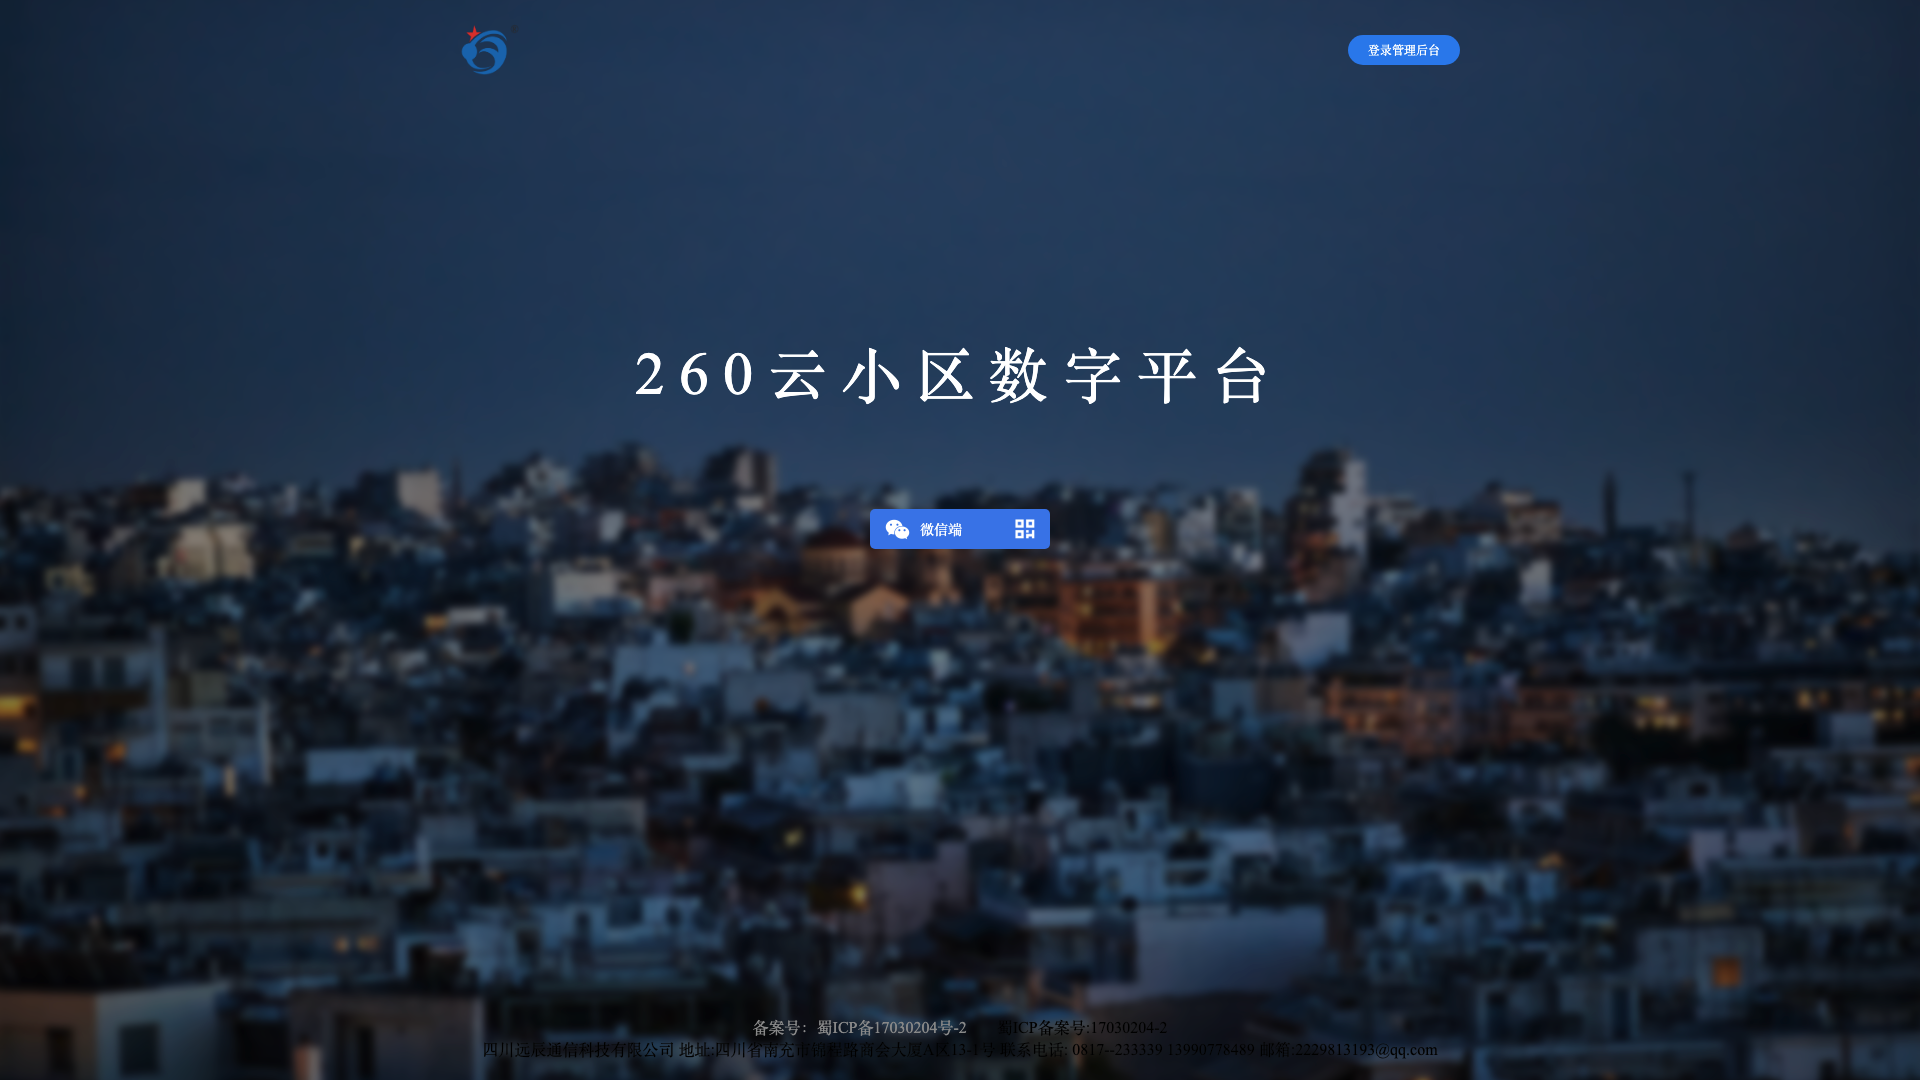 登录管理后台
260云小区数字平台
微信端
备案号：蜀ICP备17030204号-2 蜀ICP备案号:17030204-2
四川远辰通信科技有限公司 地址:四川省南充市锦程路商会大厦A区13-1号 联系电话: 0817--233339 13990778489 邮箱:2229813193@qq.com